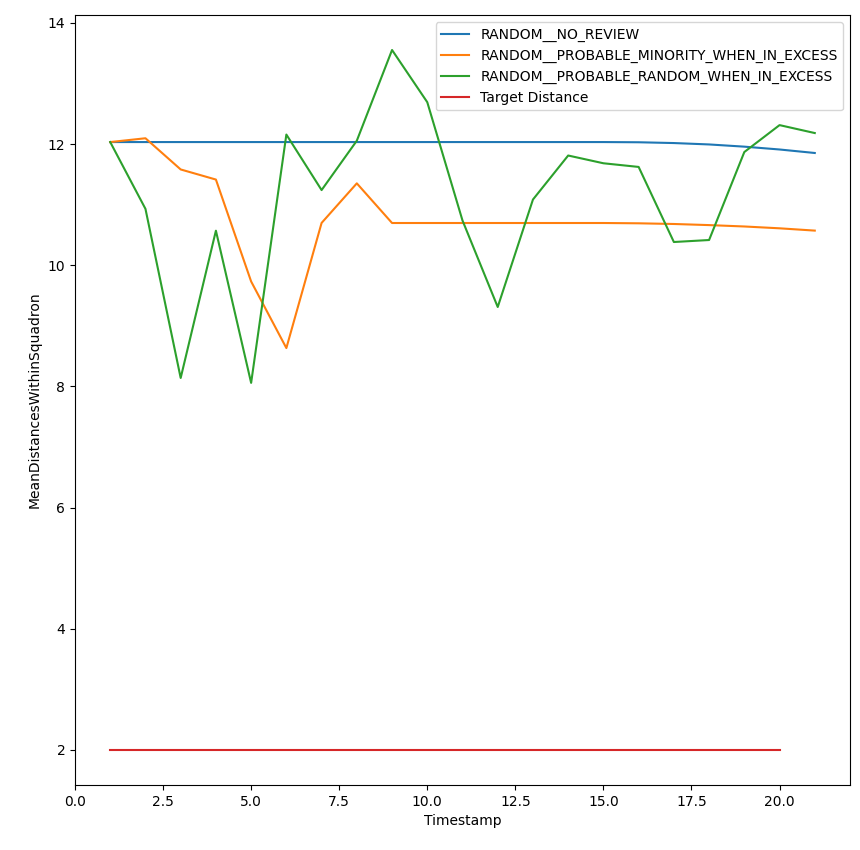 14
12
10
8
6
4
2
MeanDistancesWithinSquadron
RANDOM__NO_REVIEW
RANDOM__PROBABLE_MINORITY_WHEN_IN_EXCESS
RANDOM__PROBABLE_RANDOM_WHEN_IN_EXCESS
Target Distance
0.0 2.5 5.0 7.5 10.0 12.5 15.0 17.5 20.0
Timestamp